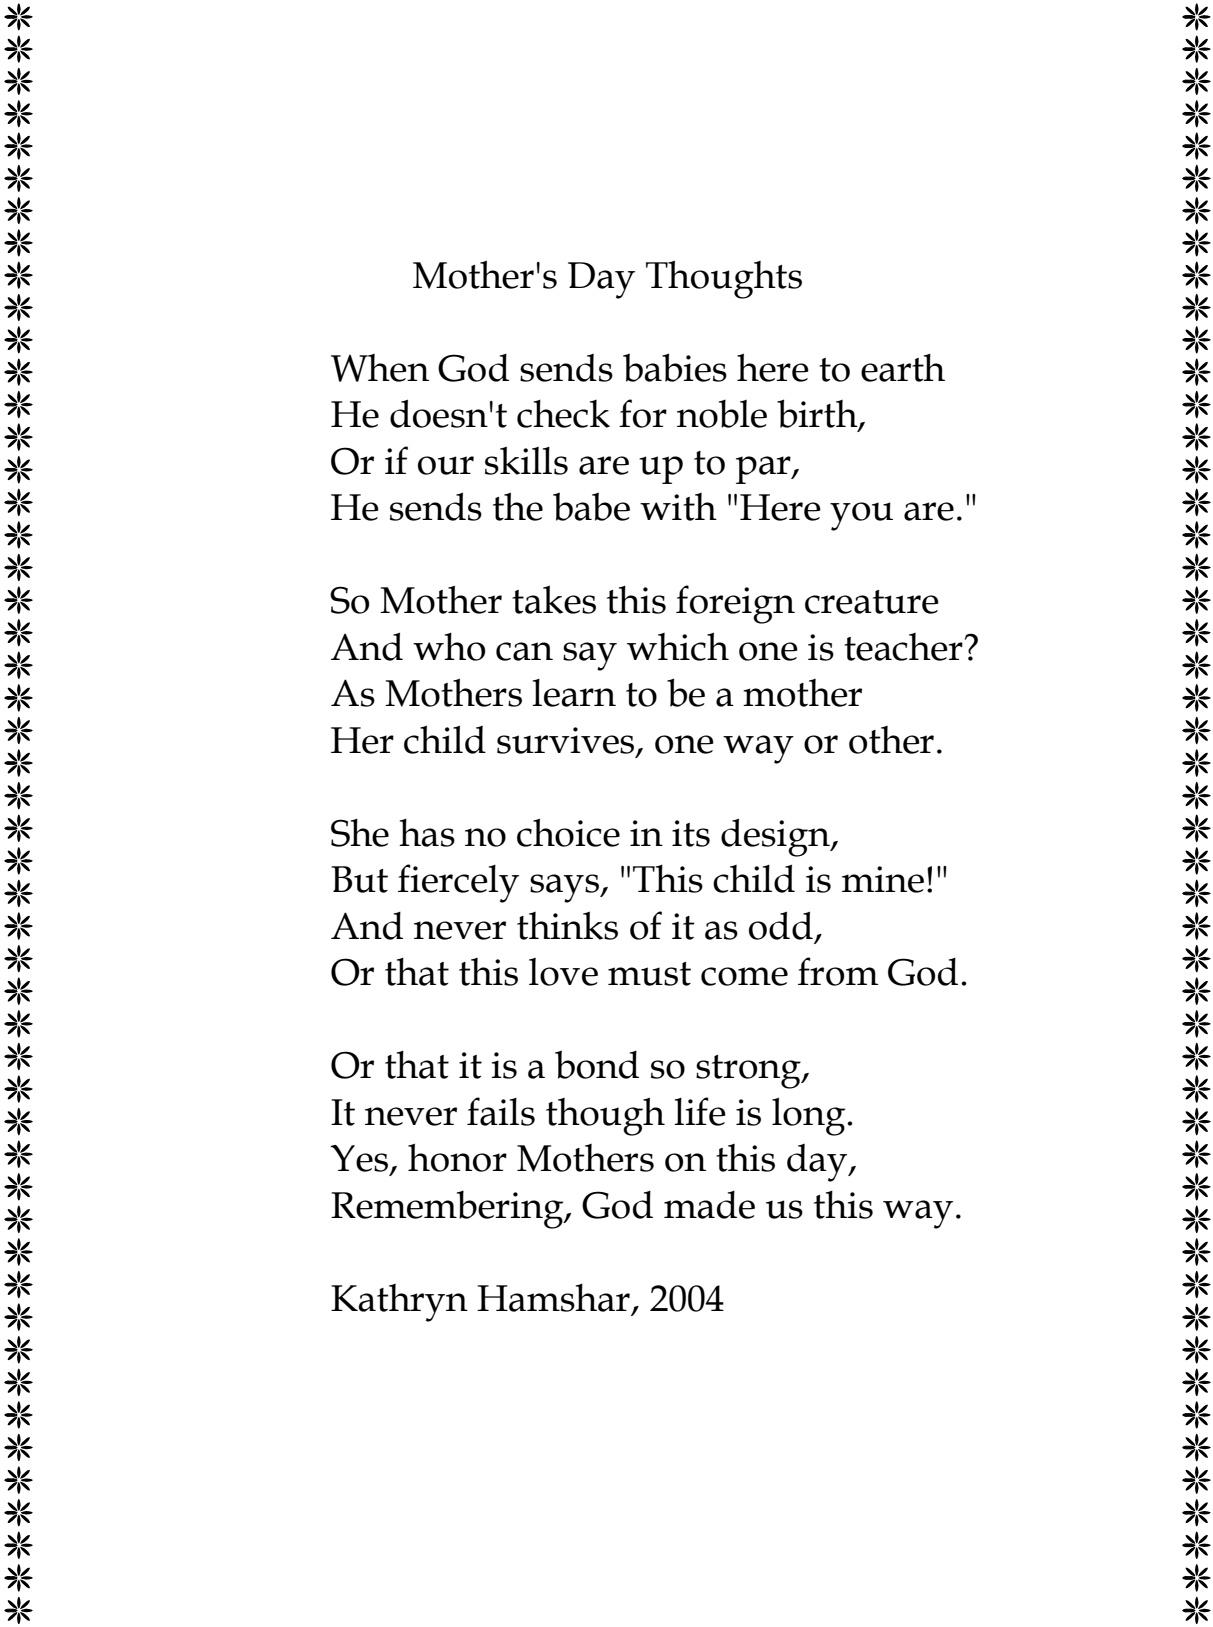 Mother's Day Thoughts
When God sends babies here to earth
He doesn't check for noble birth,
Or if our skills are up to par,
He sends the babe with "Here you are."
So Mother takes this foreign creature
And who can say which one is teacher?
As Mothers learn to be a mother
Her child survives, one way or other.
She has no choice in its design,
But fiercely says, "This child is mine!"
And never thinks of it as odd,
Or that this love must come from God.
Or that it is a bond so strong,
It never fails though life is long.
Yes, honor Mothers on this day,
Remembering, God made us this way.
Kathryn Hamshar, 2004